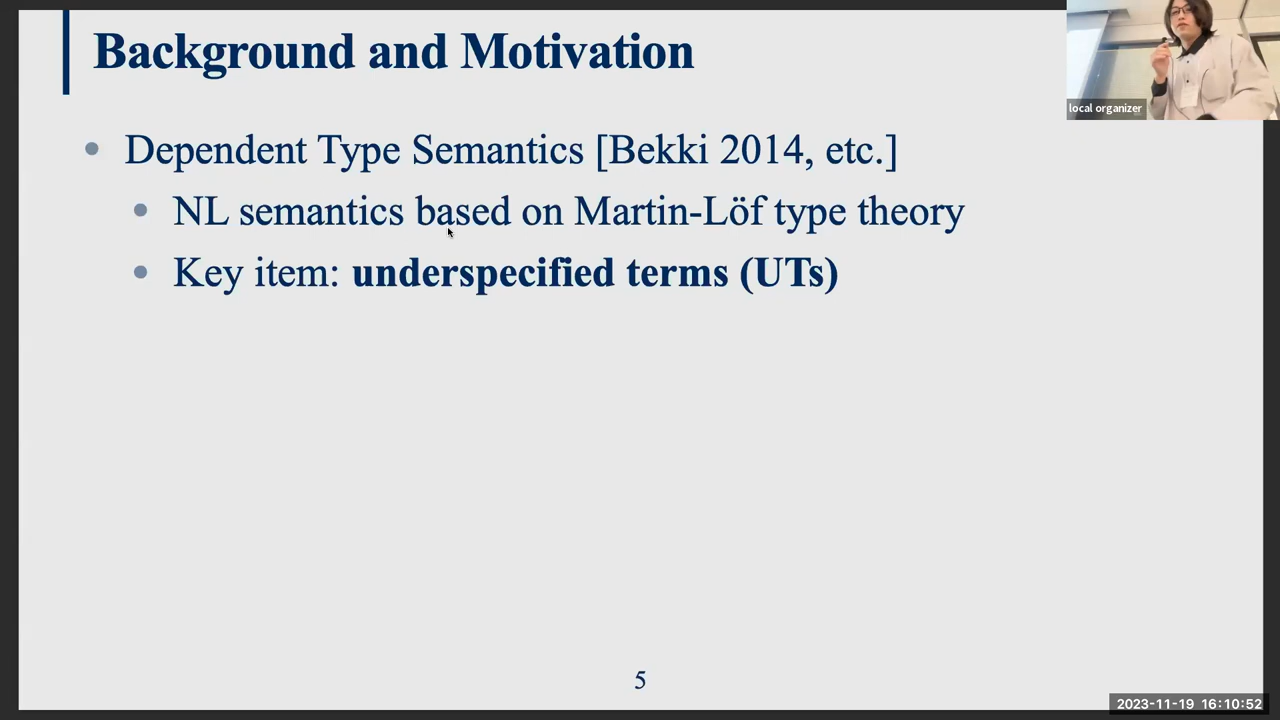 Background and Motivation
local organizer
Dependent Type Semantics [Bekki 2014, etc.]
NL semantics based on Martin-Löf type theory
Key item: underspecified terms (UTs)
5
2023-11-19 16:10:52